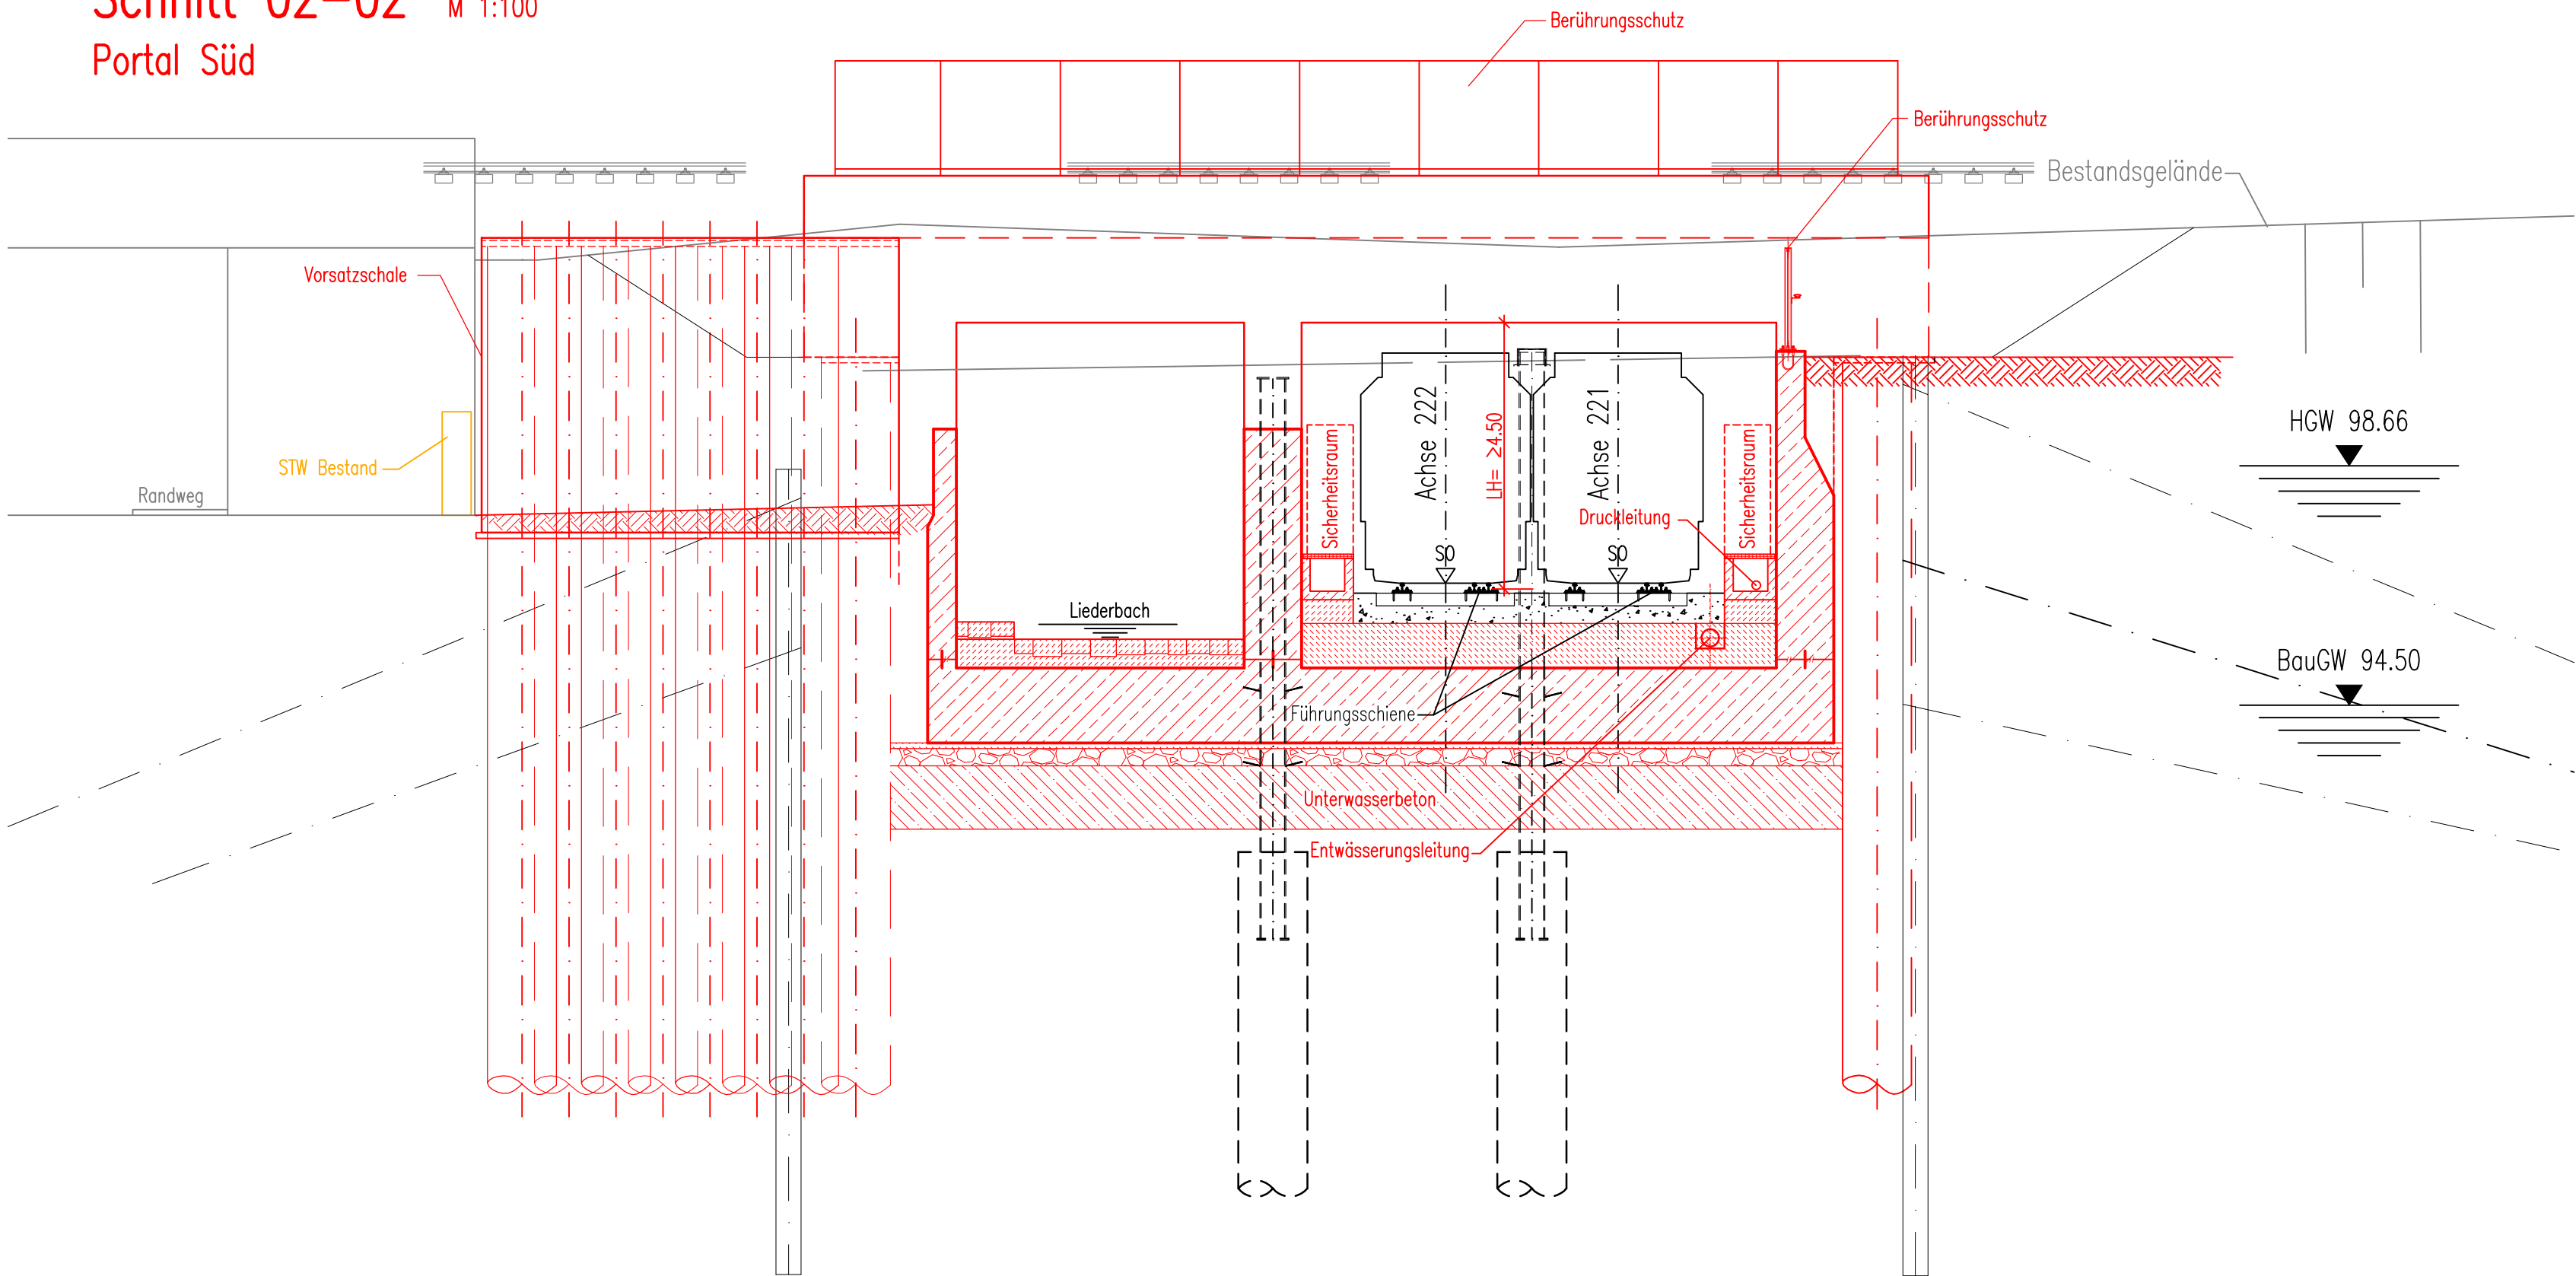 Schnitt 02-02 M 1:100
Portal Süd
Berührungsschutz
Berührungsschutz
Bestandsgelände
Vorsatzschale
STW Bestand
Randweg
Achse 222
Achse 221
LH= ≥4.50
Sicherheitsraum
Sicherheitsraum
Druckleitung
SO
SO
HGW 98.66
Liederbach
BauGW 94.50
Führungsschiene
Unterwasserbeton
Entwässerungsleitung